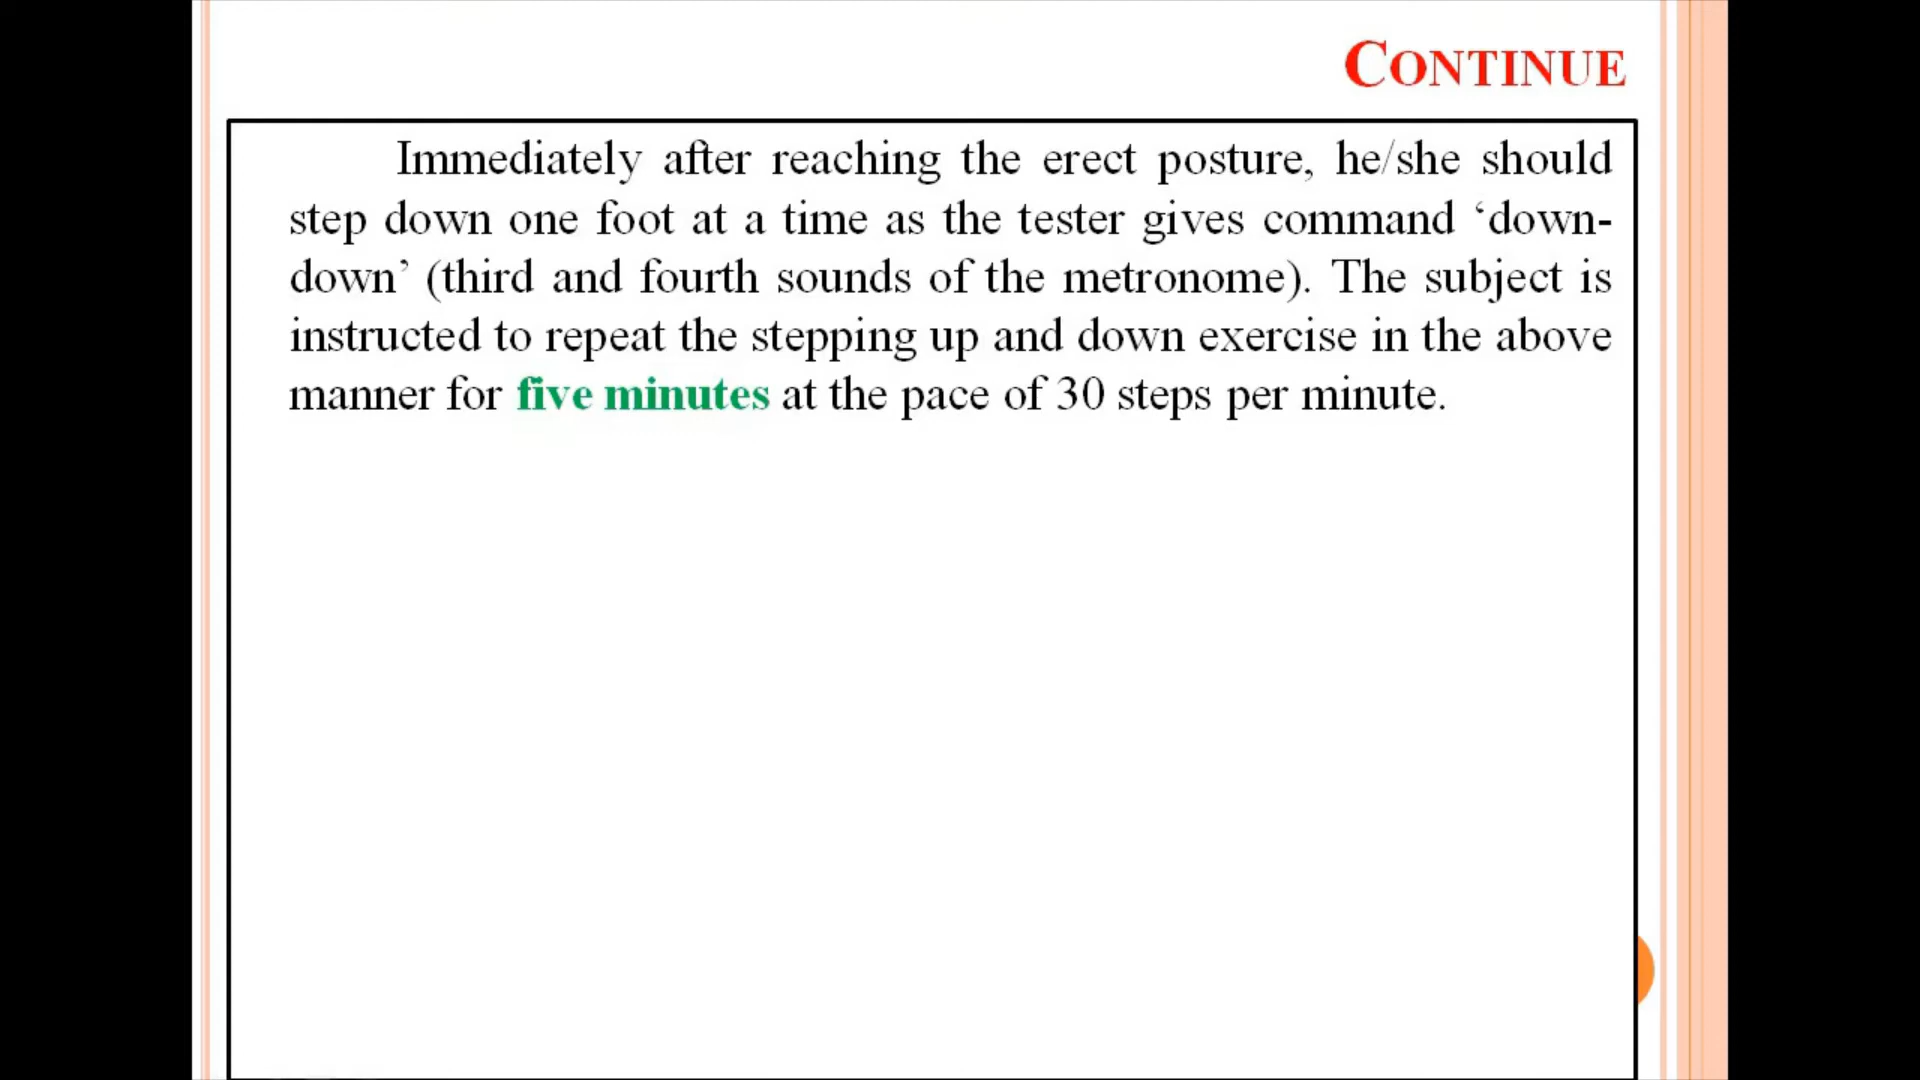 CONTINUE
Immediately after reaching the erect posture, he/she should
step down one foot at a time as the tester gives command ‘down-
down’ (third and fourth sounds of the metronome). The subject is
instructed to repeat the stepping up and down exercise in the above
manner for five minutes at the pace of 30 steps per minute.